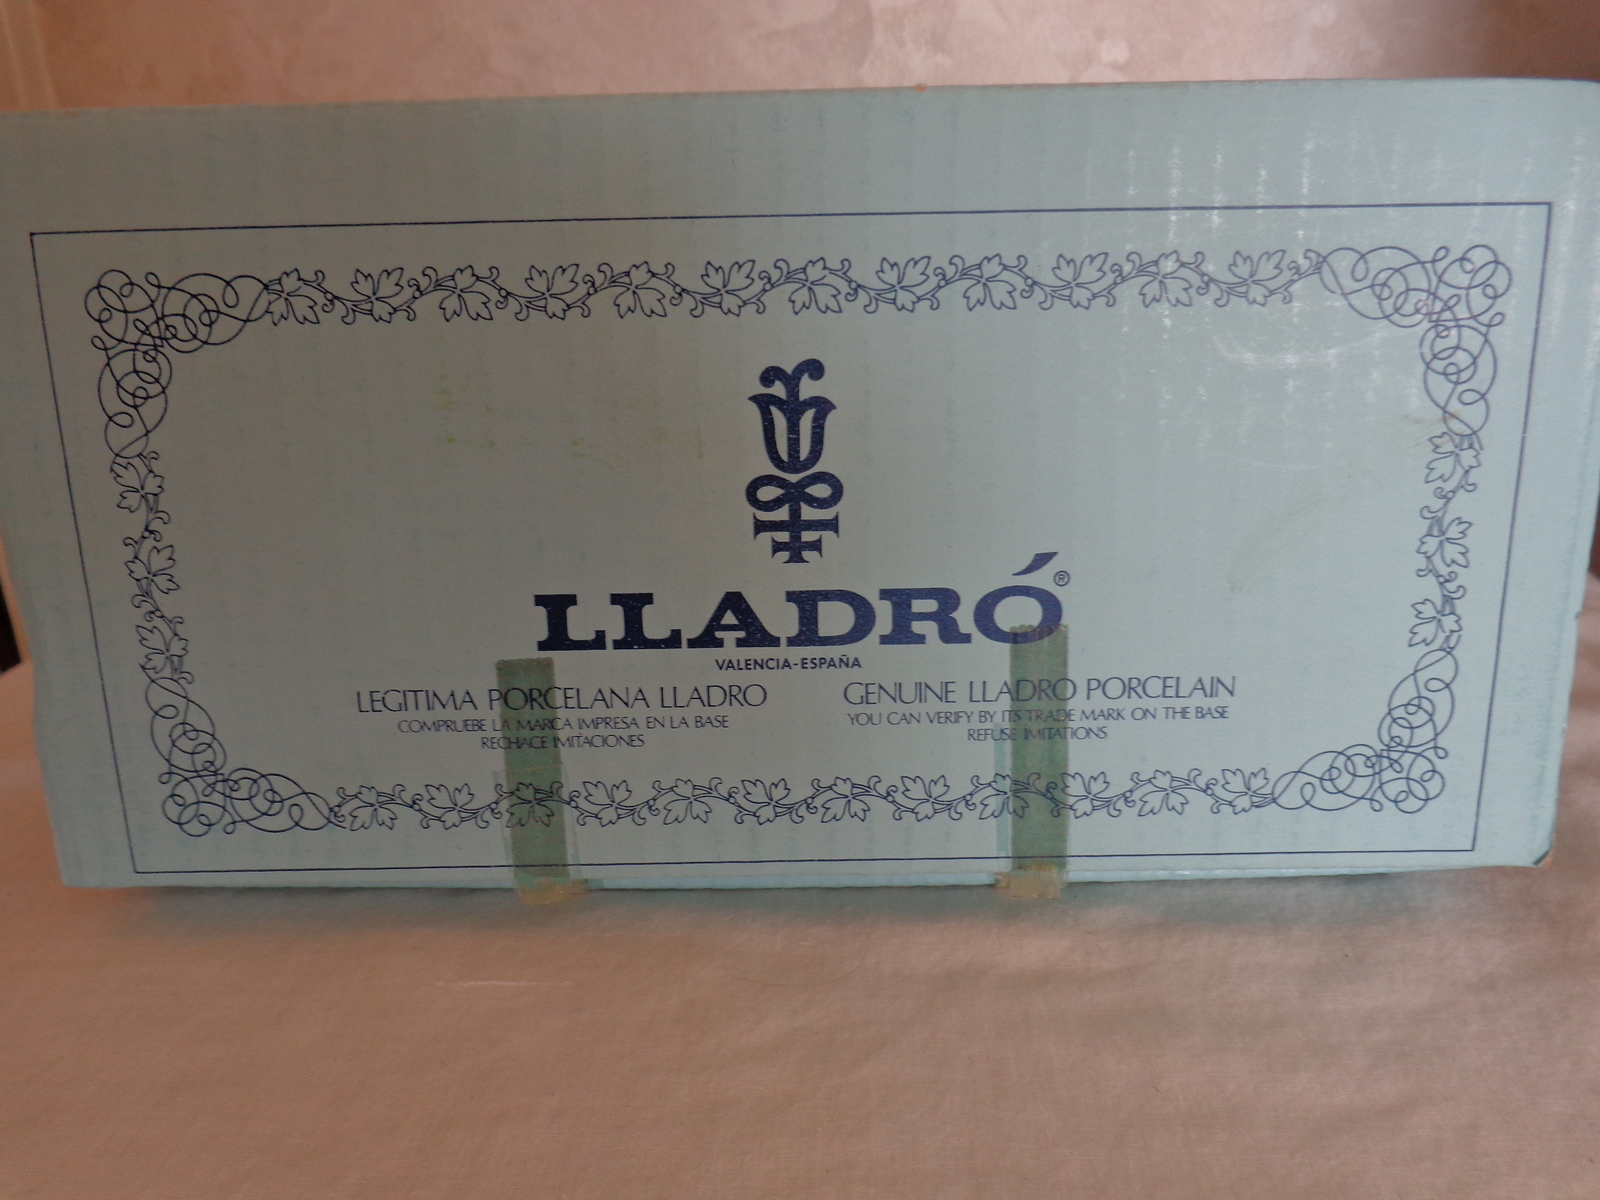 LLADRÓ®
VALENCIA-ESPAÑA
LEGITIMA PORCELANA LLADRO
COMPRUEBE LA MARCA IMPRESA EN LA BASE
RECHACE IMITACIONES
GENUINE LLADRO PORCELAIN
YOU CAN VERIFY BY ITS TRADE MARK ON THE BASE
REFUSE IMITATIONS